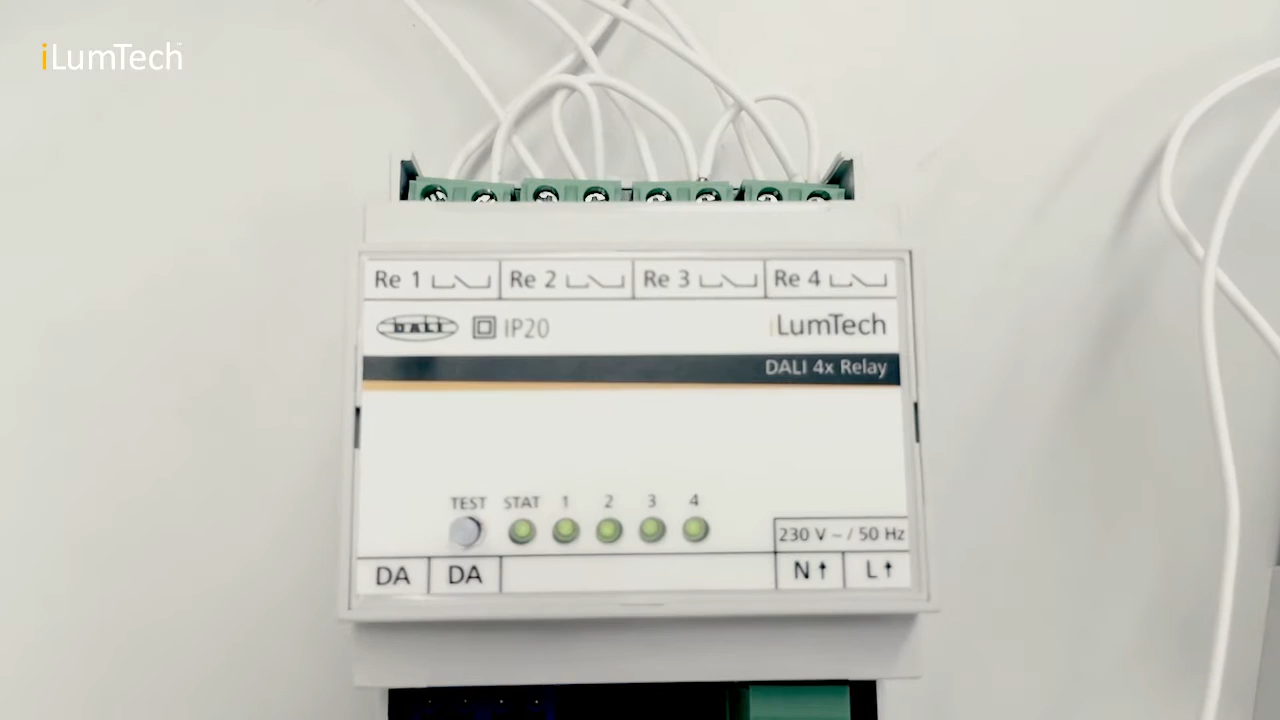 iLumTech
Re 1 Re 2 Re 3 Re 4
DALI IP20 iLumTech
DALI 4x Relay
TEST STAT 1 2 3 4
230 V ~ / 50 Hz
DA DA N↑ L↑